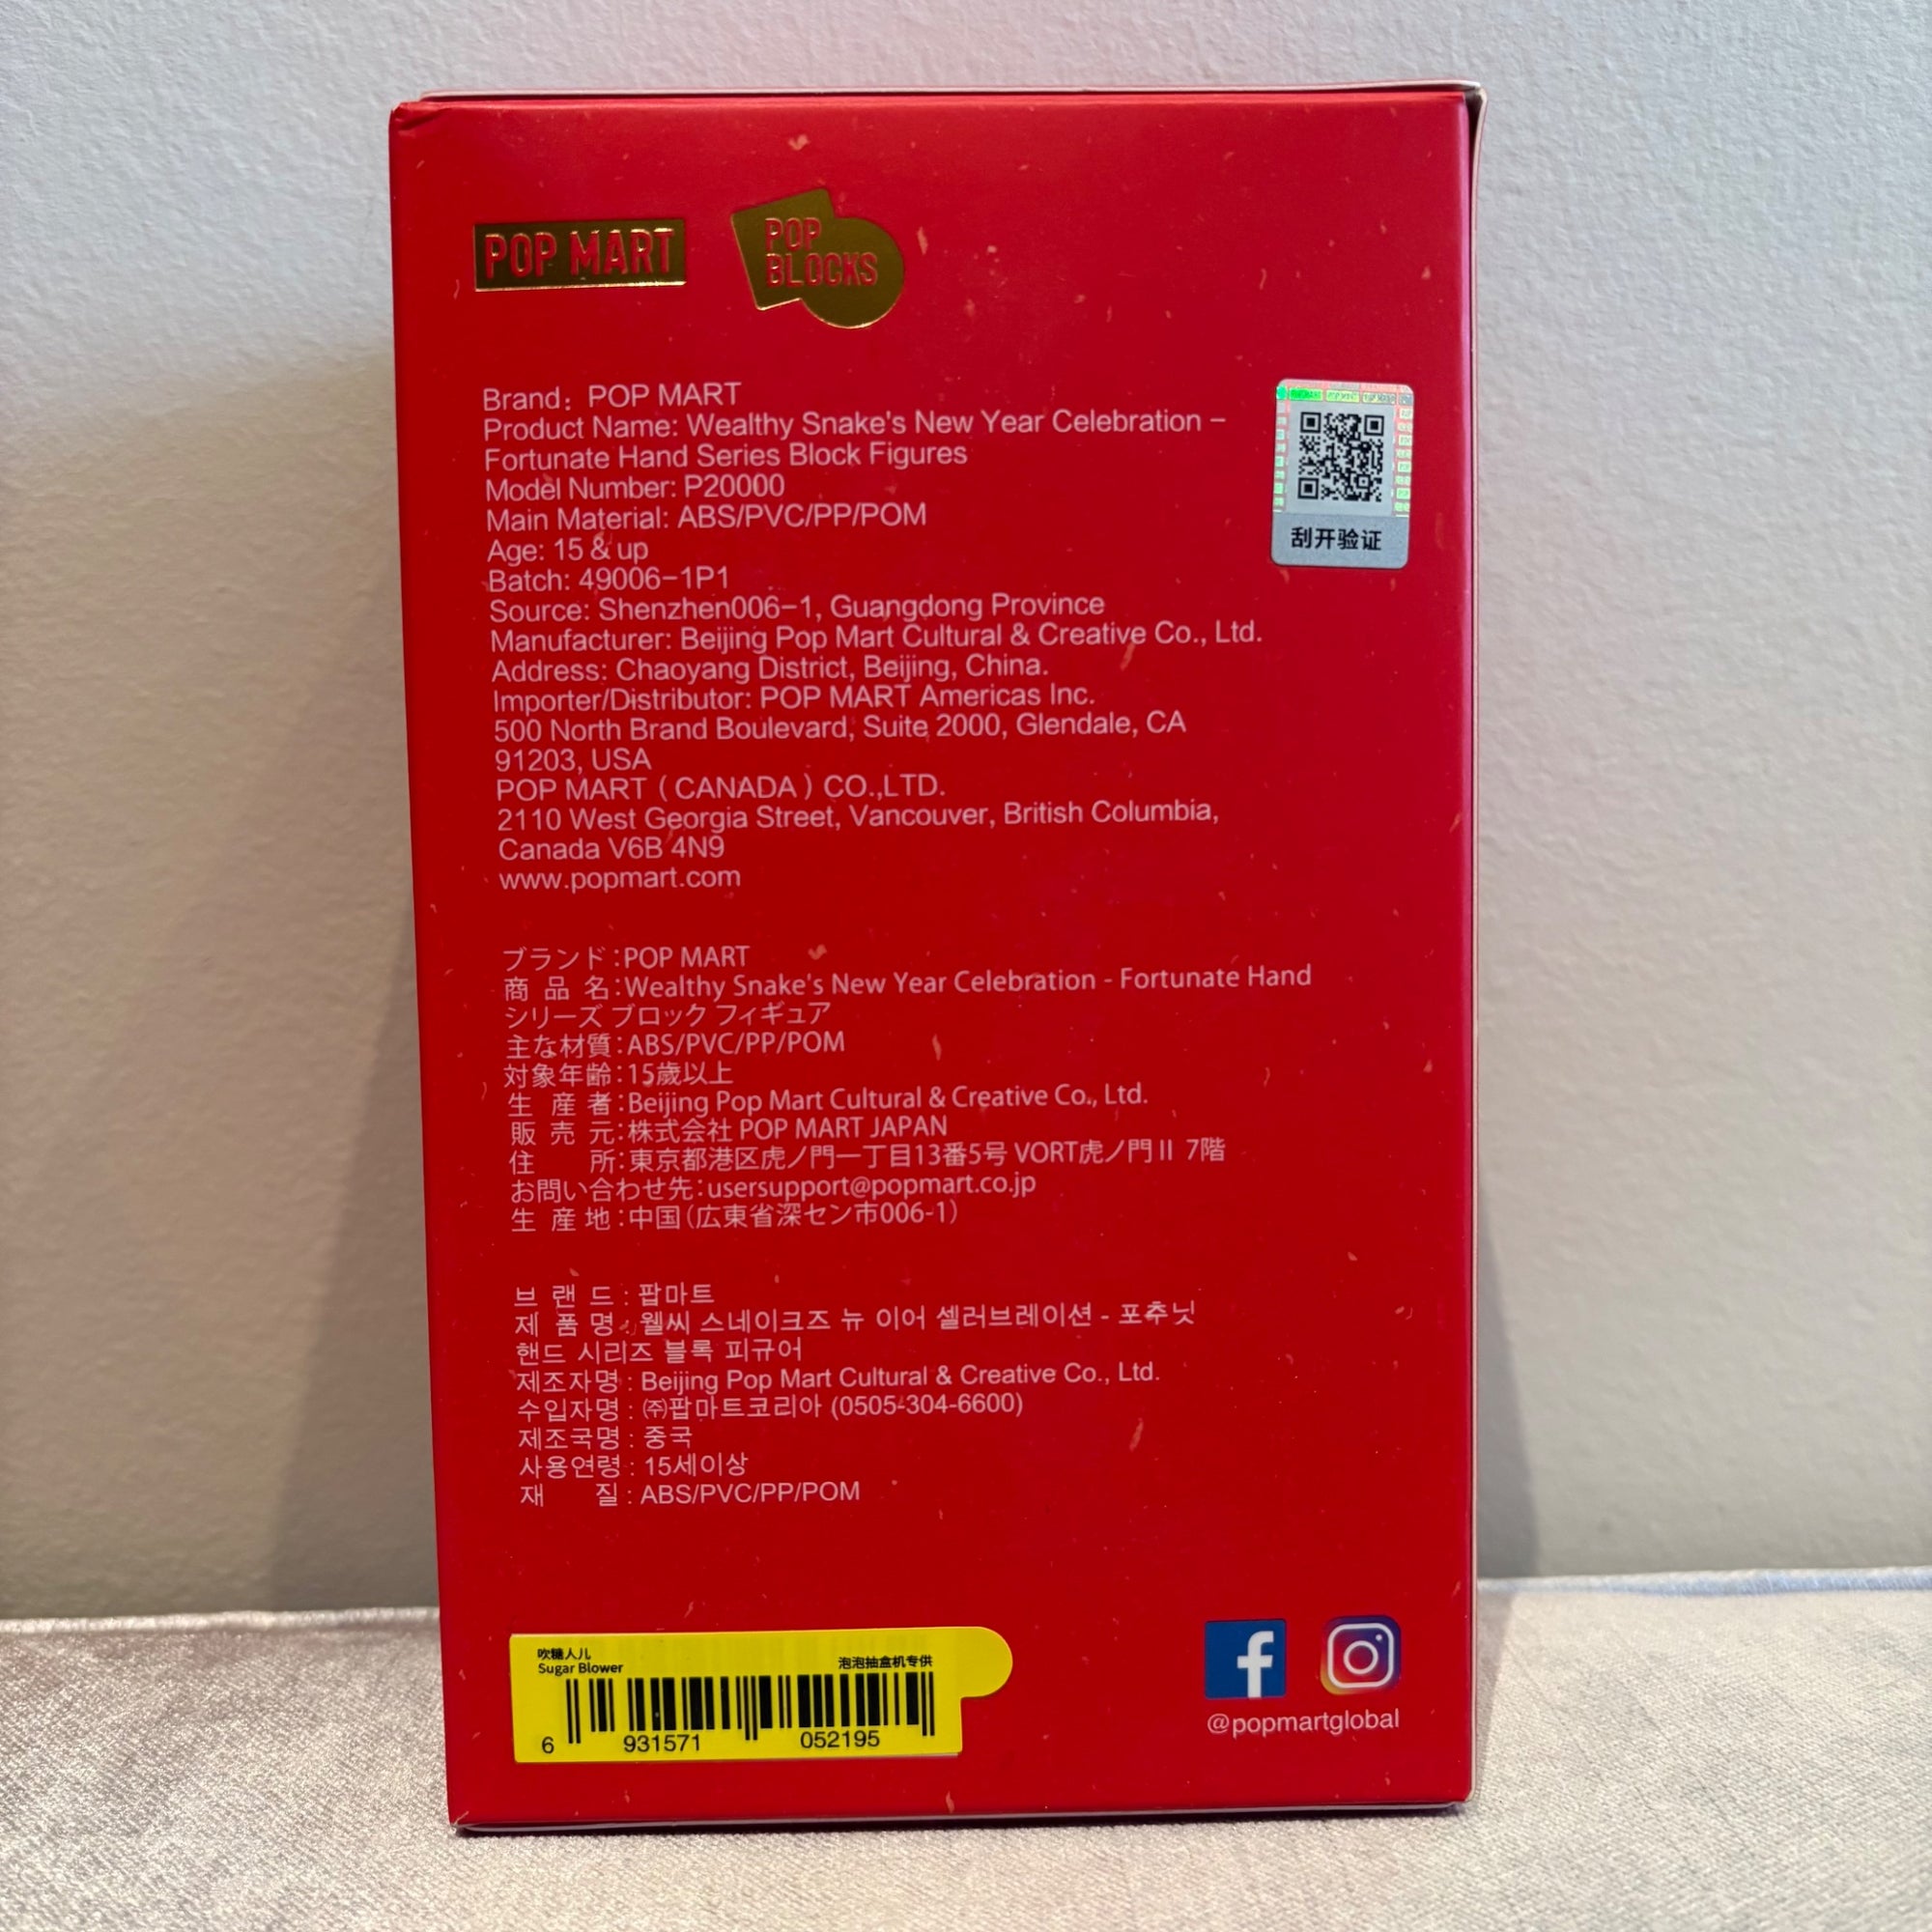 POP MART
POP
BLOCKS
Brand: POP MART
Product Name: Wealthy Snake's New Year Celebration –
Fortunate Hand Series Block Figures
Model Number: P20000
Main Material: ABS/PVC/PP/POM
Age: 15 & up
Batch: 49006–1P1
Source: Shenzhen006–1, Guangdong Province
Manufacturer: Beijing Pop Mart Cultural & Creative Co., Ltd.
Address: Chaoyang District, Beijing, China.
Importer/Distributor: POP MART Americas Inc.
500 North Brand Boulevard, Suite 2000, Glendale, CA
91203, USA
POP MART ( CANADA ) CO.,LTD.
2110 West Georgia Street, Vancouver, British Columbia,
Canada V6B 4N9
www.popmart.com
刮开验证
ブランド:POP MART
商 品 名:Wealthy Snake's New Year Celebration - Fortunate Hand
シリーズ ブロック フィギュア
主な材質:ABS/PVC/PP/POM
対象年齢:15歳以上
生 産 者:Beijing Pop Mart Cultural & Creative Co., Ltd.
販 売 元:株式会社 POP MART JAPAN
住 所:東京都港区虎ノ門一丁目13番5号 VORT虎ノ門II 7階
お問い合わせ先:usersupport@popmart.co.jp
生 産 地:中国(広東省深セン市006-1)
브 랜 드 : 팝마트
제 품 명 : 웰씨 스네이크즈 뉴 이어 셀러브레이션 - 포추닛
핸드 시리즈 블록 피규어
제조자명 : Beijing Pop Mart Cultural & Creative Co., Ltd.
수입자명 : ㈜팝마트코리아 (0505-304-6600)
제조국명 : 중국
사용연령 : 15세이상
재 질 : ABS/PVC/PP/POM
吹糖人儿
Sugar Blower
泡泡抽盒机专供
6 931571 052195
@popmartglobal